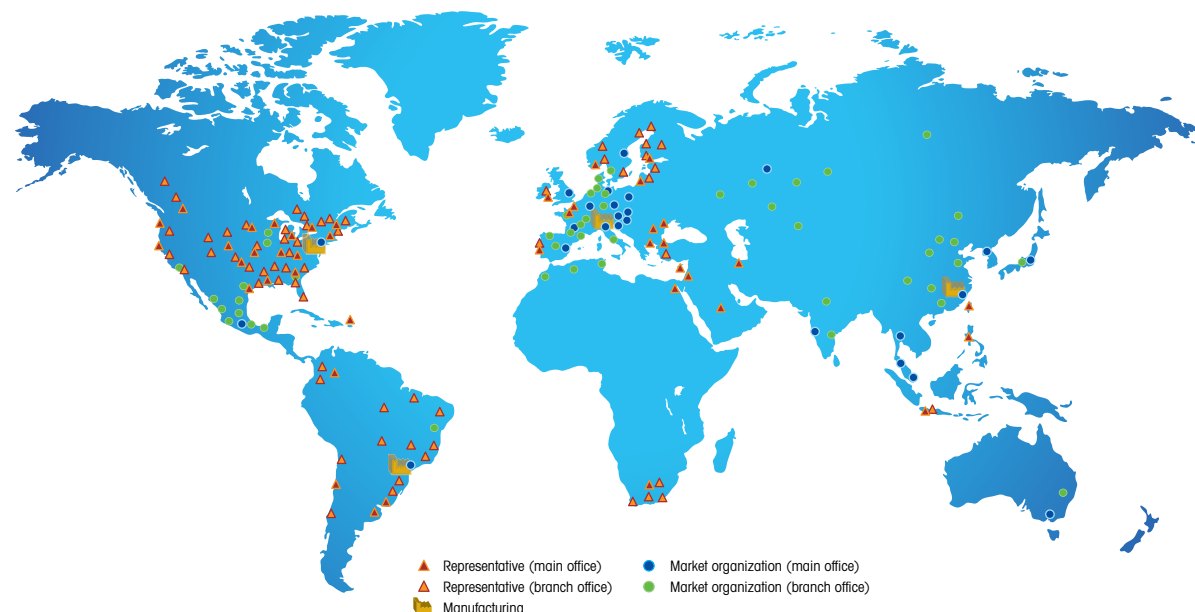 Representative (main office)
Market organization (main office)
Representative (branch office)
Market organization (branch office)
Manufacturing